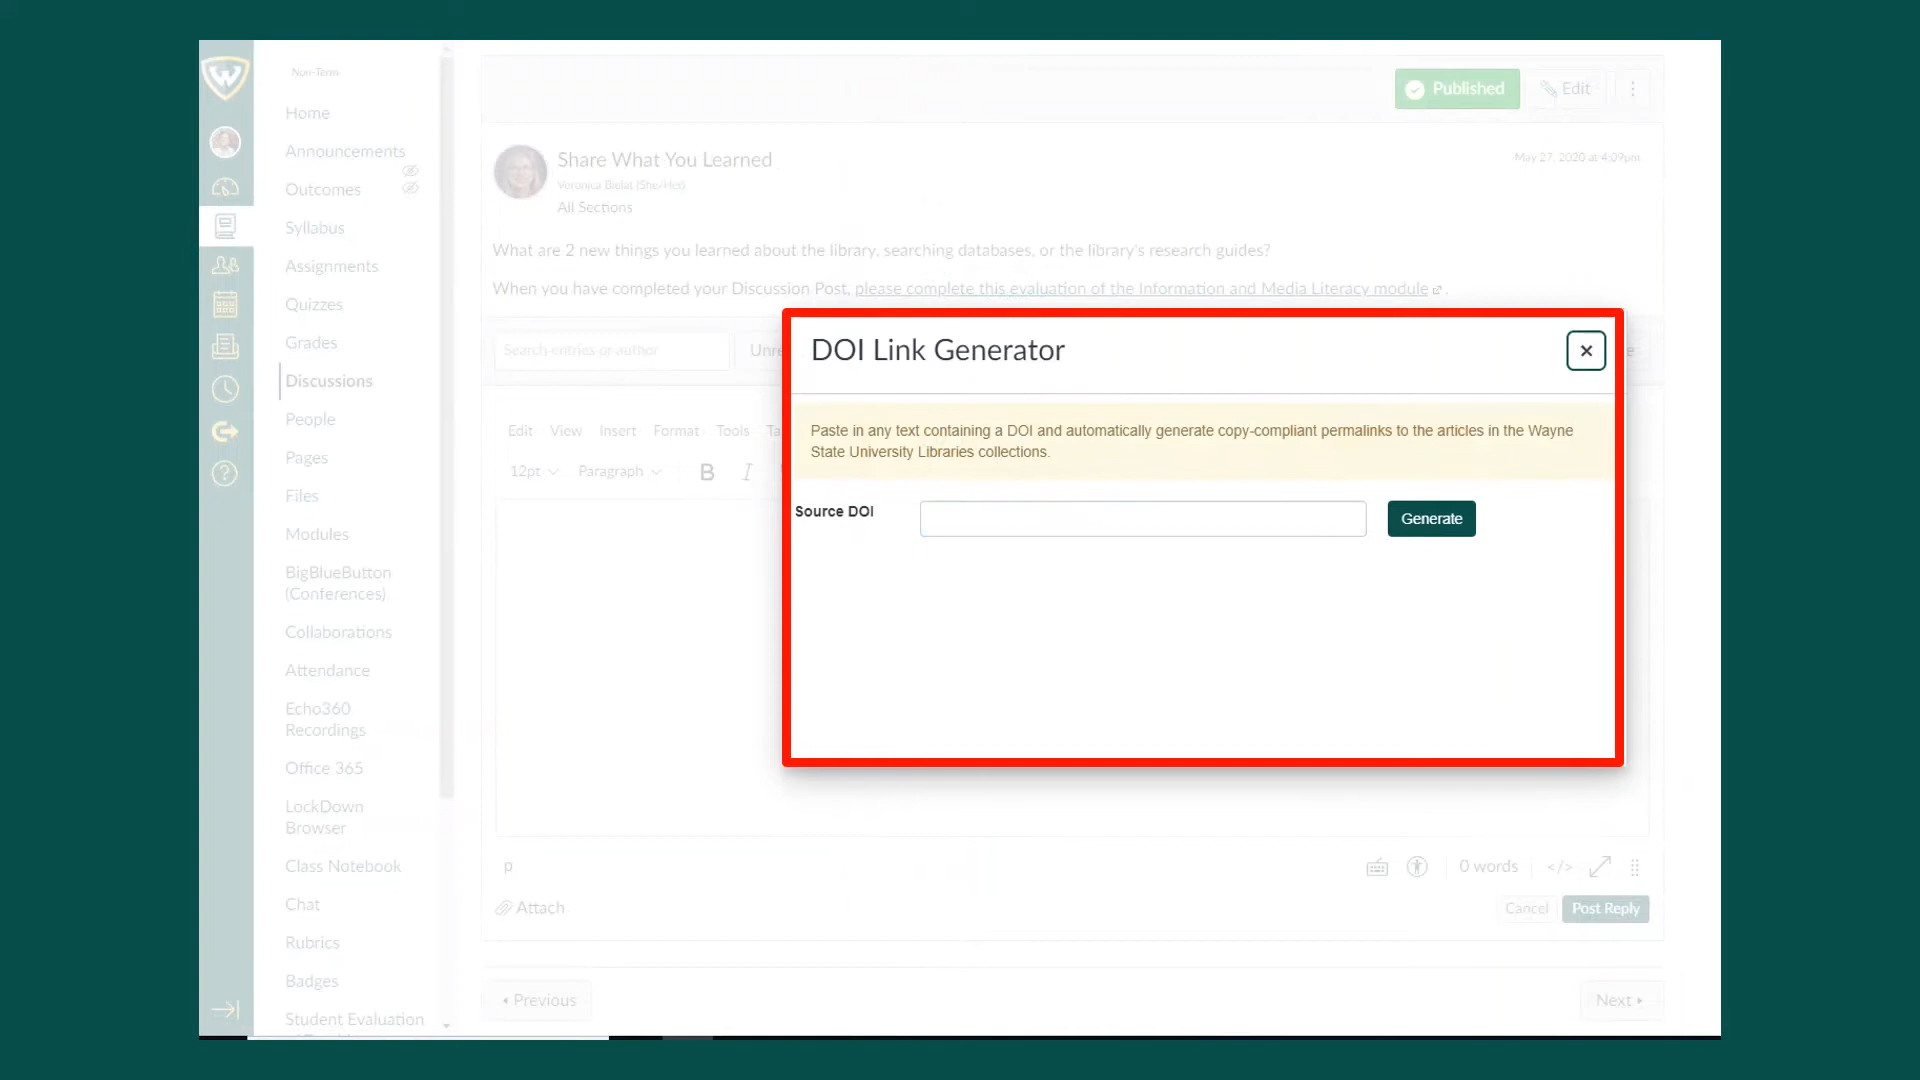 Non-Term
Home
Announcements
Outcomes
Syllabus
Assignments
Quizzes
Grades
Discussions
People
Pages
Files
Modules
BigBlueButton
(Conferences)
Collaborations
Attendance
Echo360
Recordings
Office 365
LockDown
Browser
Class Notebook
Chat
Rubrics
Badges
Student Evaluation
Published
Edit
Share What You Learned
May 27, 2020 at 4:09pm
Veronica Bielat (She/Her)
All Sections
What are 2 new things you learned about the library, searching databases, or the library's research guides?
When you have completed your Discussion Post, please complete this evaluation of the Information and Media Literacy module .
Search entries or author
Unre
Edit View Insert Format Tools Ta
12pt Paragraph B I
DOI Link Generator
Paste in any text containing a DOI and automatically generate copy-compliant permalinks to the articles in the Wayne
State University Libraries collections.
Source DOI
Generate
p
0 words </>
Attach
Cancel Post Reply
Previous
Next